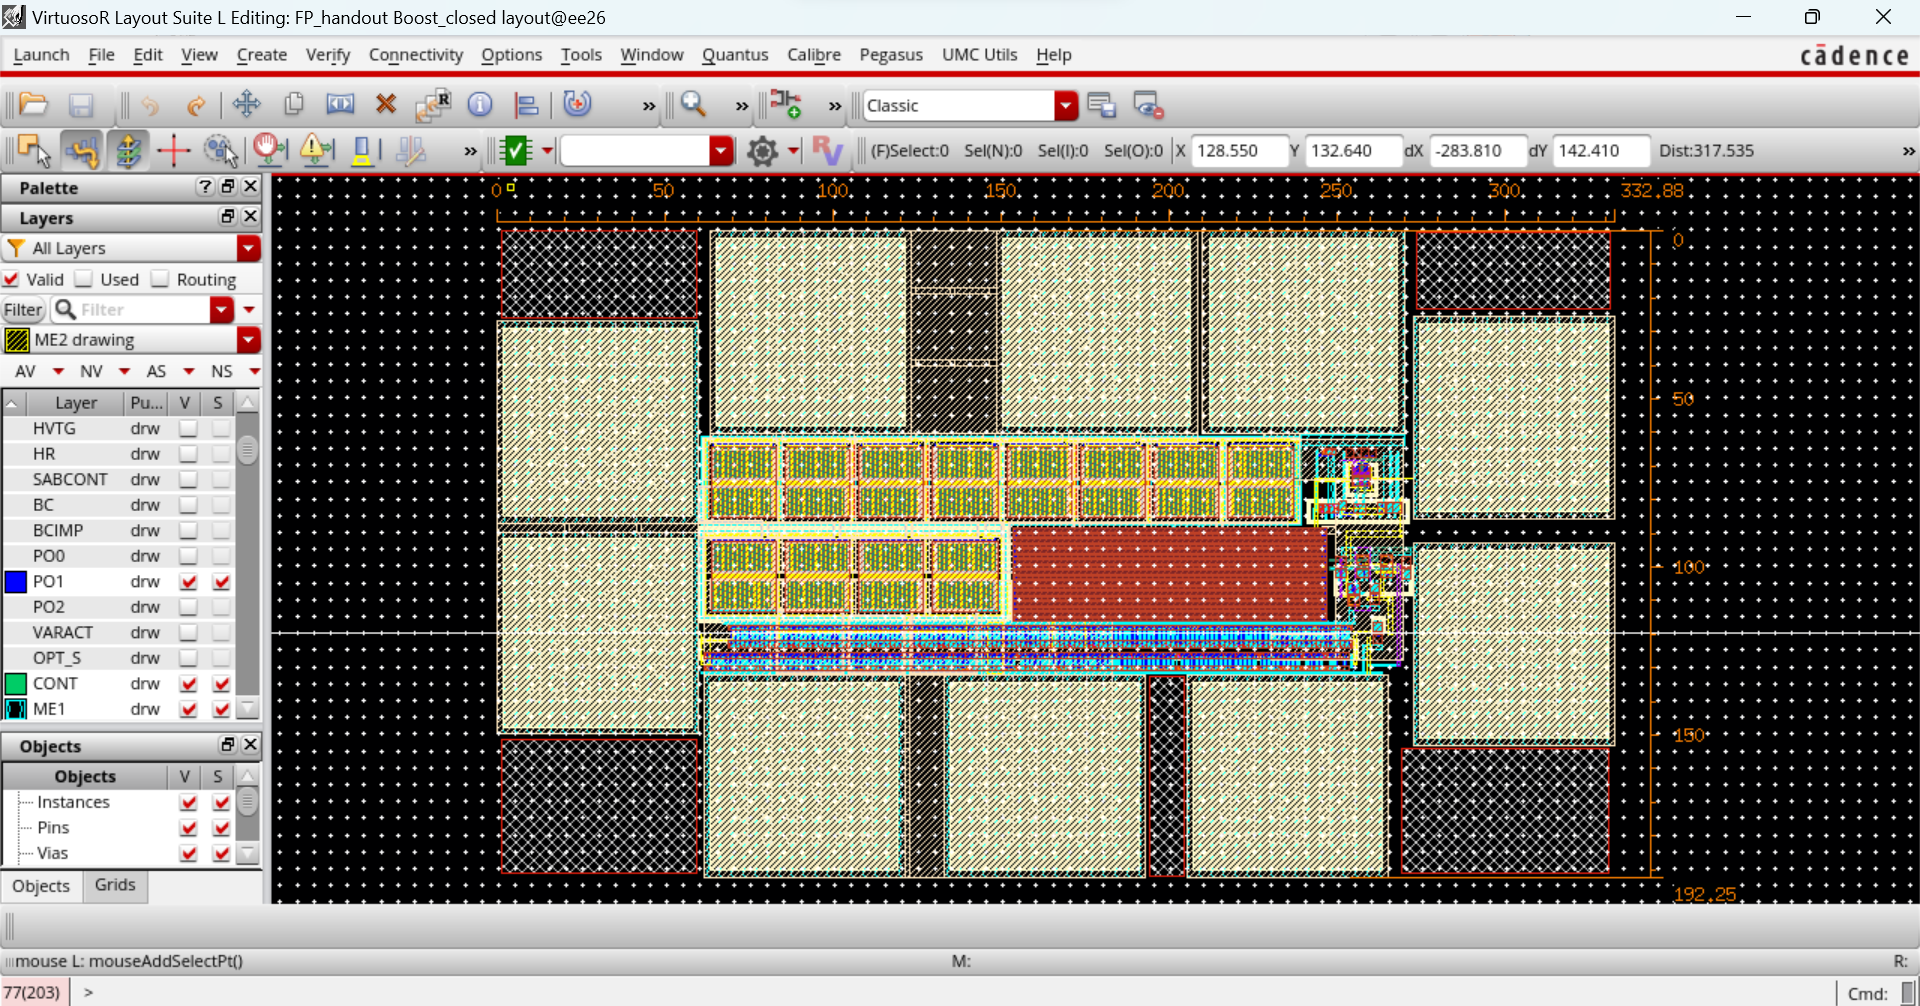 VirtuosoR Layout Suite L Editing: FP_handout Boost_closed layout@ee26
Launch File Edit View Create Verify Connectivity Options Tools Window Quantus Calibre Pegasus UMC Utils Help cādence
Classic
(F)Select:0 Sel(N):0 Sel(I):0 Sel(O):0 X 128.550 Y 132.640 dX -283.810 dY 142.410 Dist:317.535
Palette
Layers
All Layers
Valid Used Routing
Filter Filter
ME2 drawing
AV NV AS NS
Layer Pu... V S
HVTG drw
HR drw
SABCONT drw
BC drw
BCIMP drw
PO0 drw
PO1 drw
PO2 drw
VARACT drw
OPT_S drw
CONT drw
ME1 drw
Objects
Objects V S
Instances
Pins
Vias
Objects Grids
0 50 100 150 200 250 300 332.88
0
50
100
150
192.25
mouse L: mouseAddSelectPt() M: R:
77(203) > Cmd: